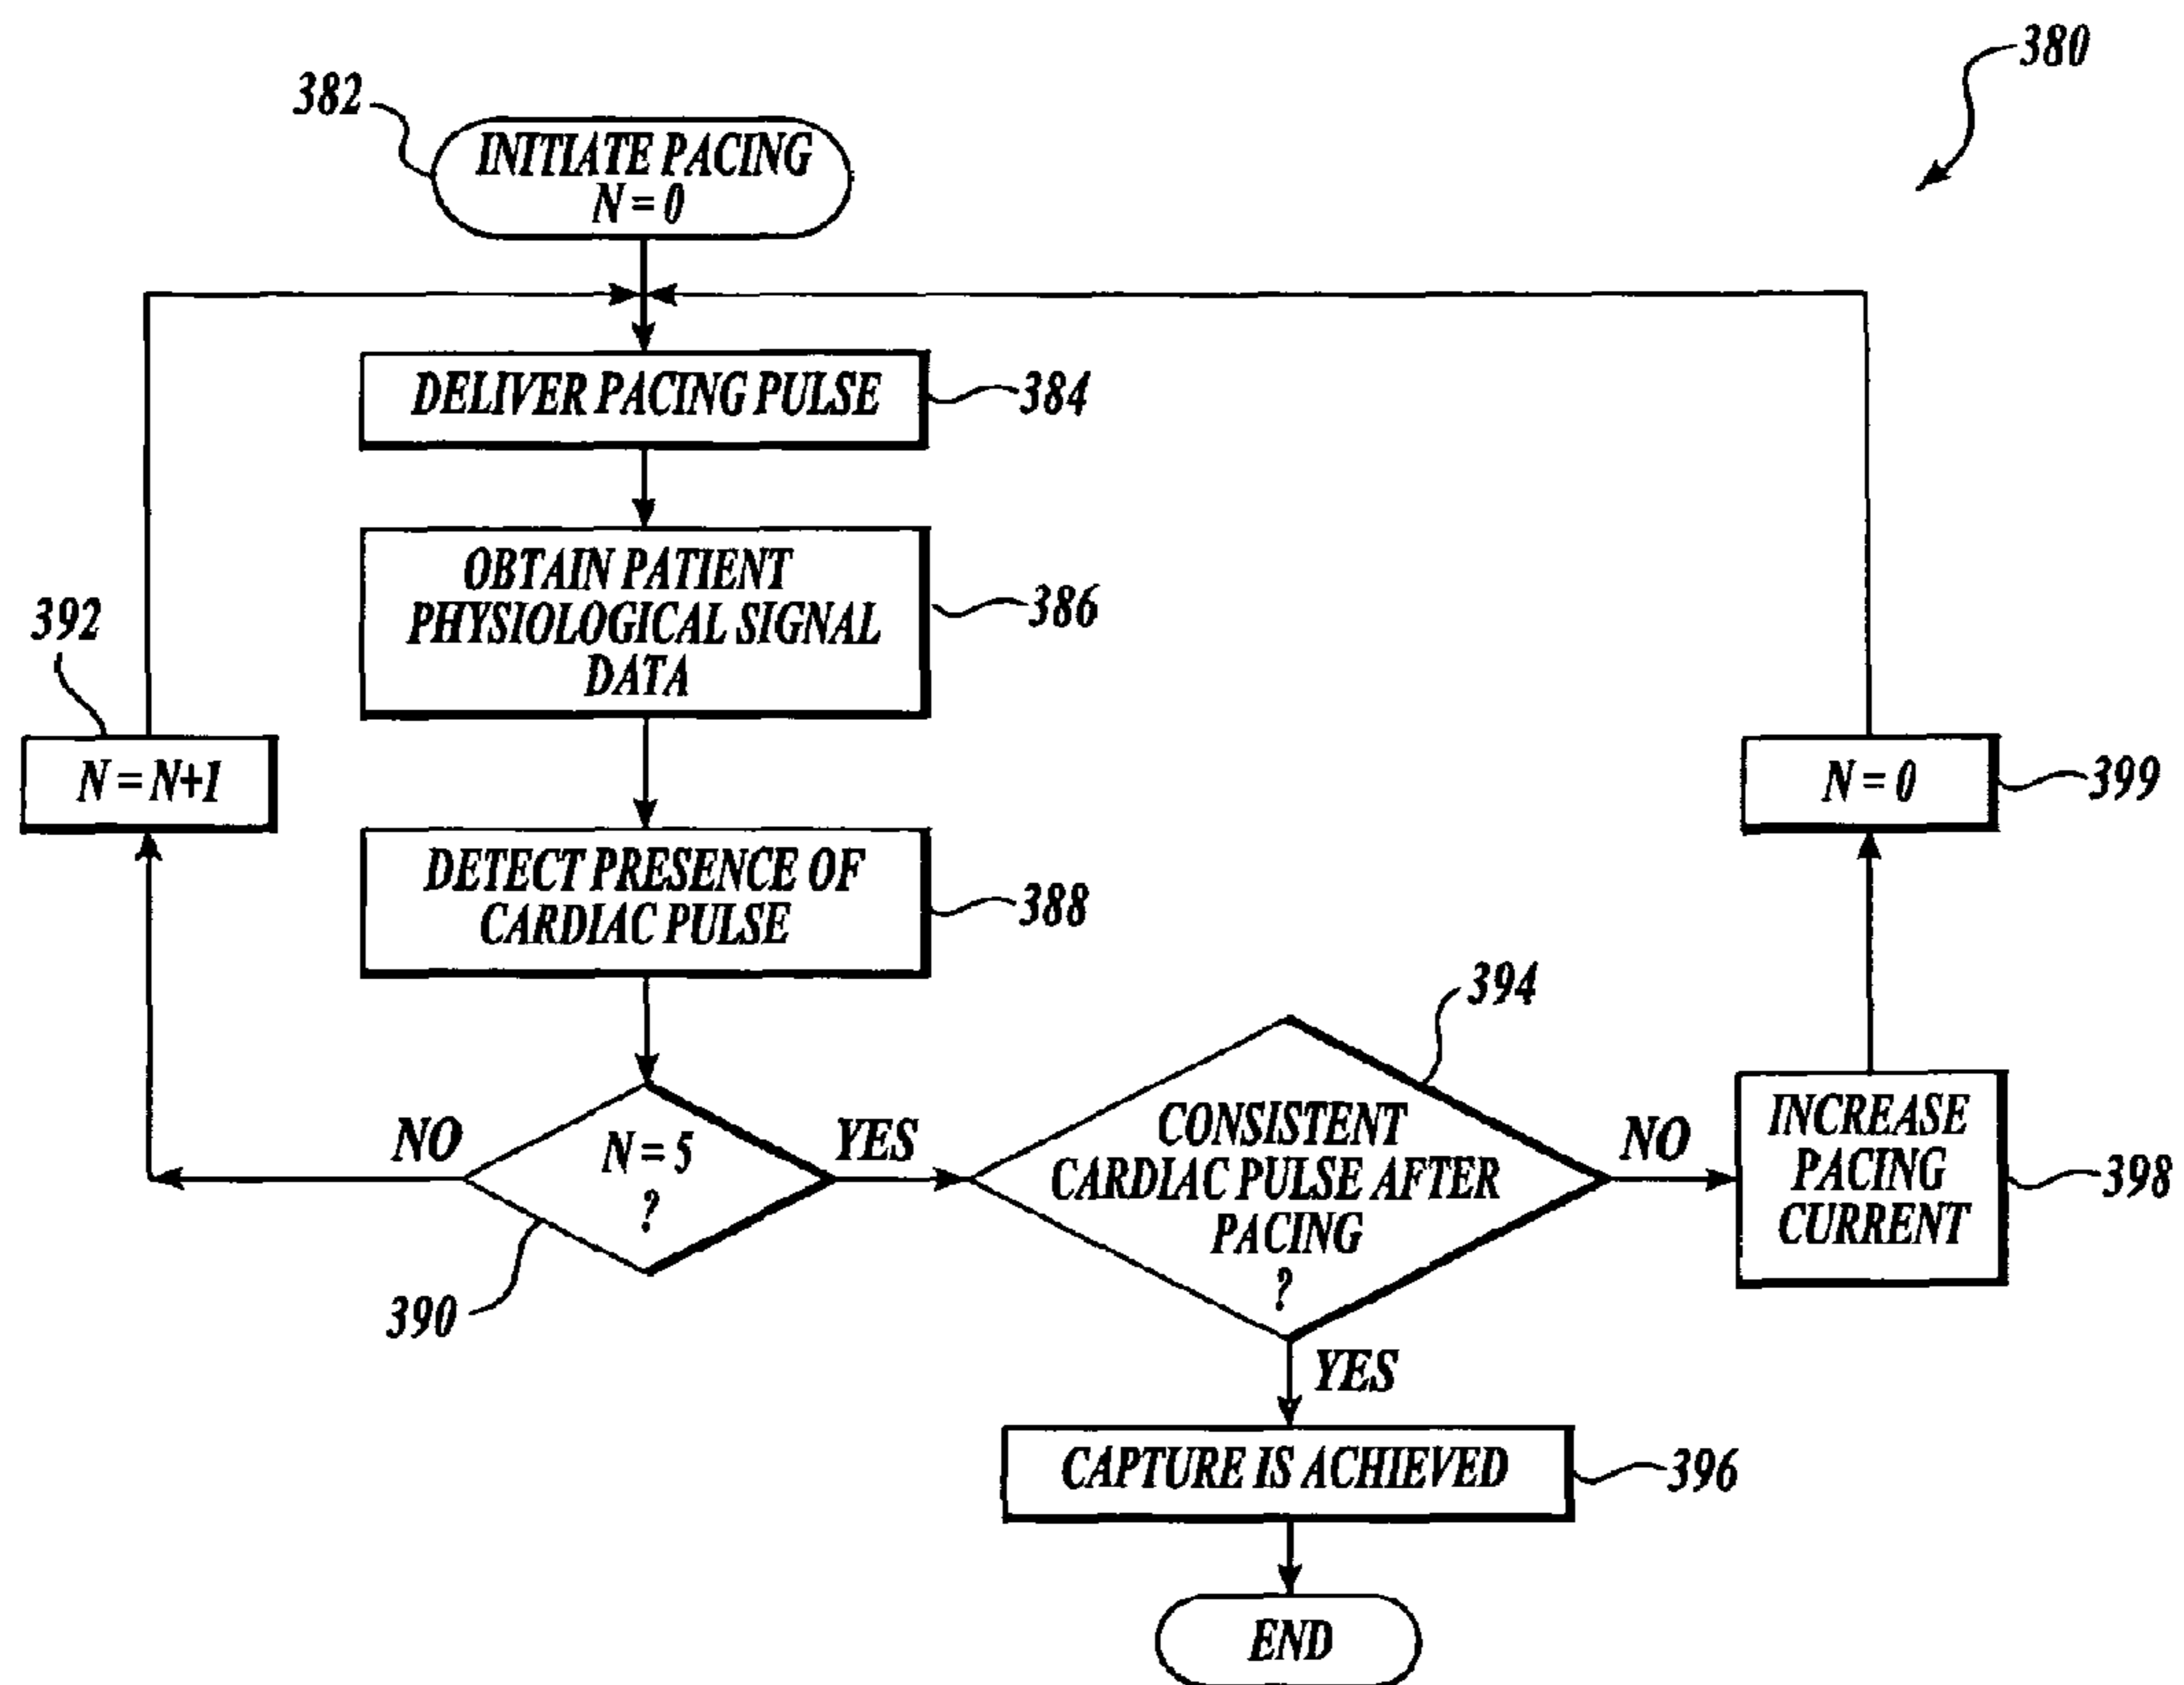 380
382
INITIATE PACING
N = 0
DELIVER PACING PULSE
384
OBTAIN PATIENT
PHYSIOLOGICAL SIGNAL
DATA
386
392
N = N+1
N = 0
399
DETECT PRESENCE OF
CARDIAC PULSE
388
394
NO
N = 5
?
YES
390
CONSISTENT
CARDIAC PULSE AFTER
PACING
?
NO
INCREASE
PACING
CURRENT
398
YES
CAPTURE IS ACHIEVED
396
END